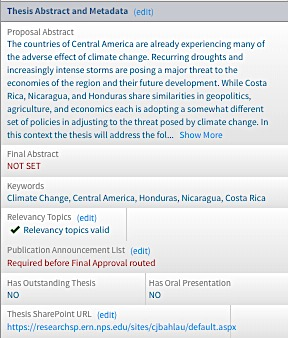 Thesis Abstract and Metadata (edit)
Proposal Abstract
The countries of Central America are already experiencing many of
the adverse effect of climate change. Recurring droughts and
increasingly intense storms are posing a major threat to the
economies of the region and their future development. While Costa
Rica, Nicaragua, and Honduras share similarities in geopolitics,
agriculture, and economics each is adopting a somewhat different
set of policies in adjusting to the threat posed by climate change. In
this context the thesis will address the fol... Show More
Final Abstract
NOT SET
Keywords
Climate Change, Central America, Honduras, Nicaragua, Costa Rica
Relevancy Topics (edit)
Relevancy topics valid
Publication Announcement List (edit)
Required before Final Approval routed
Has Outstanding Thesis Has Oral Presentation
NO NO
Thesis SharePoint URL (edit)
https://researchsp.ern.nps.edu/sites/cjbahlau/default.aspx